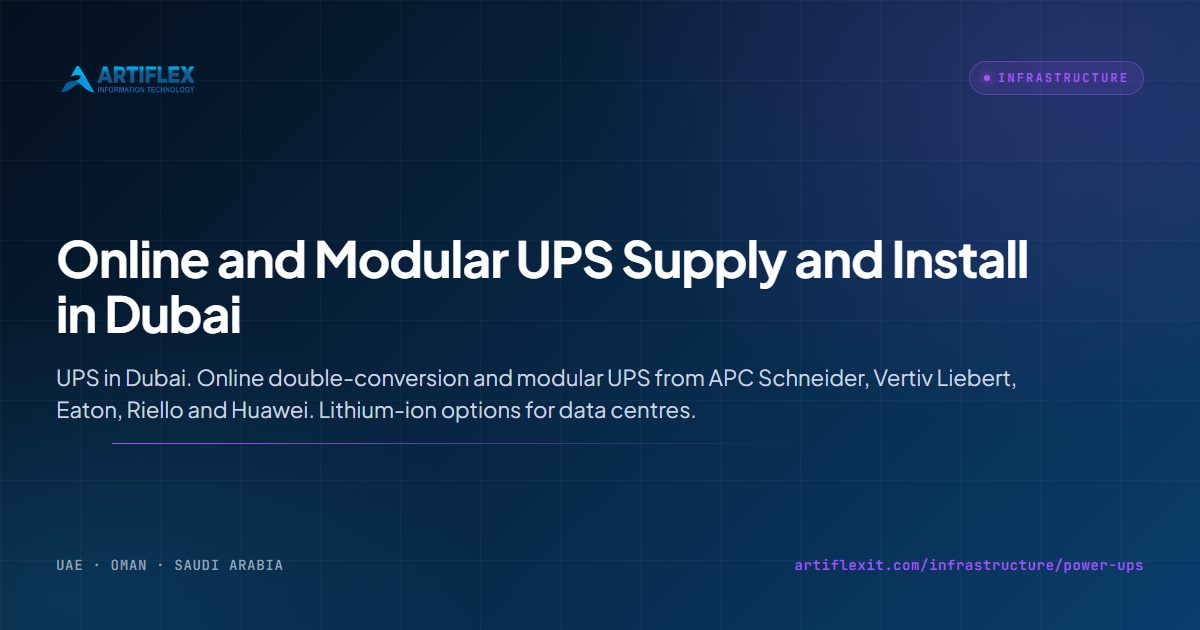 ARTIFLEX
INFORMATION TECHNOLOGY
INFRASTRUCTURE
Online and Modular UPS Supply and Install
in Dubai
UPS in Dubai. Online double-conversion and modular UPS from APC Schneider, Vertiv Liebert,
Eaton, Riello and Huawei. Lithium-ion options for data centres.
UAE · OMAN · SAUDI ARABIA
artiflexit.com/infrastructure/power-ups